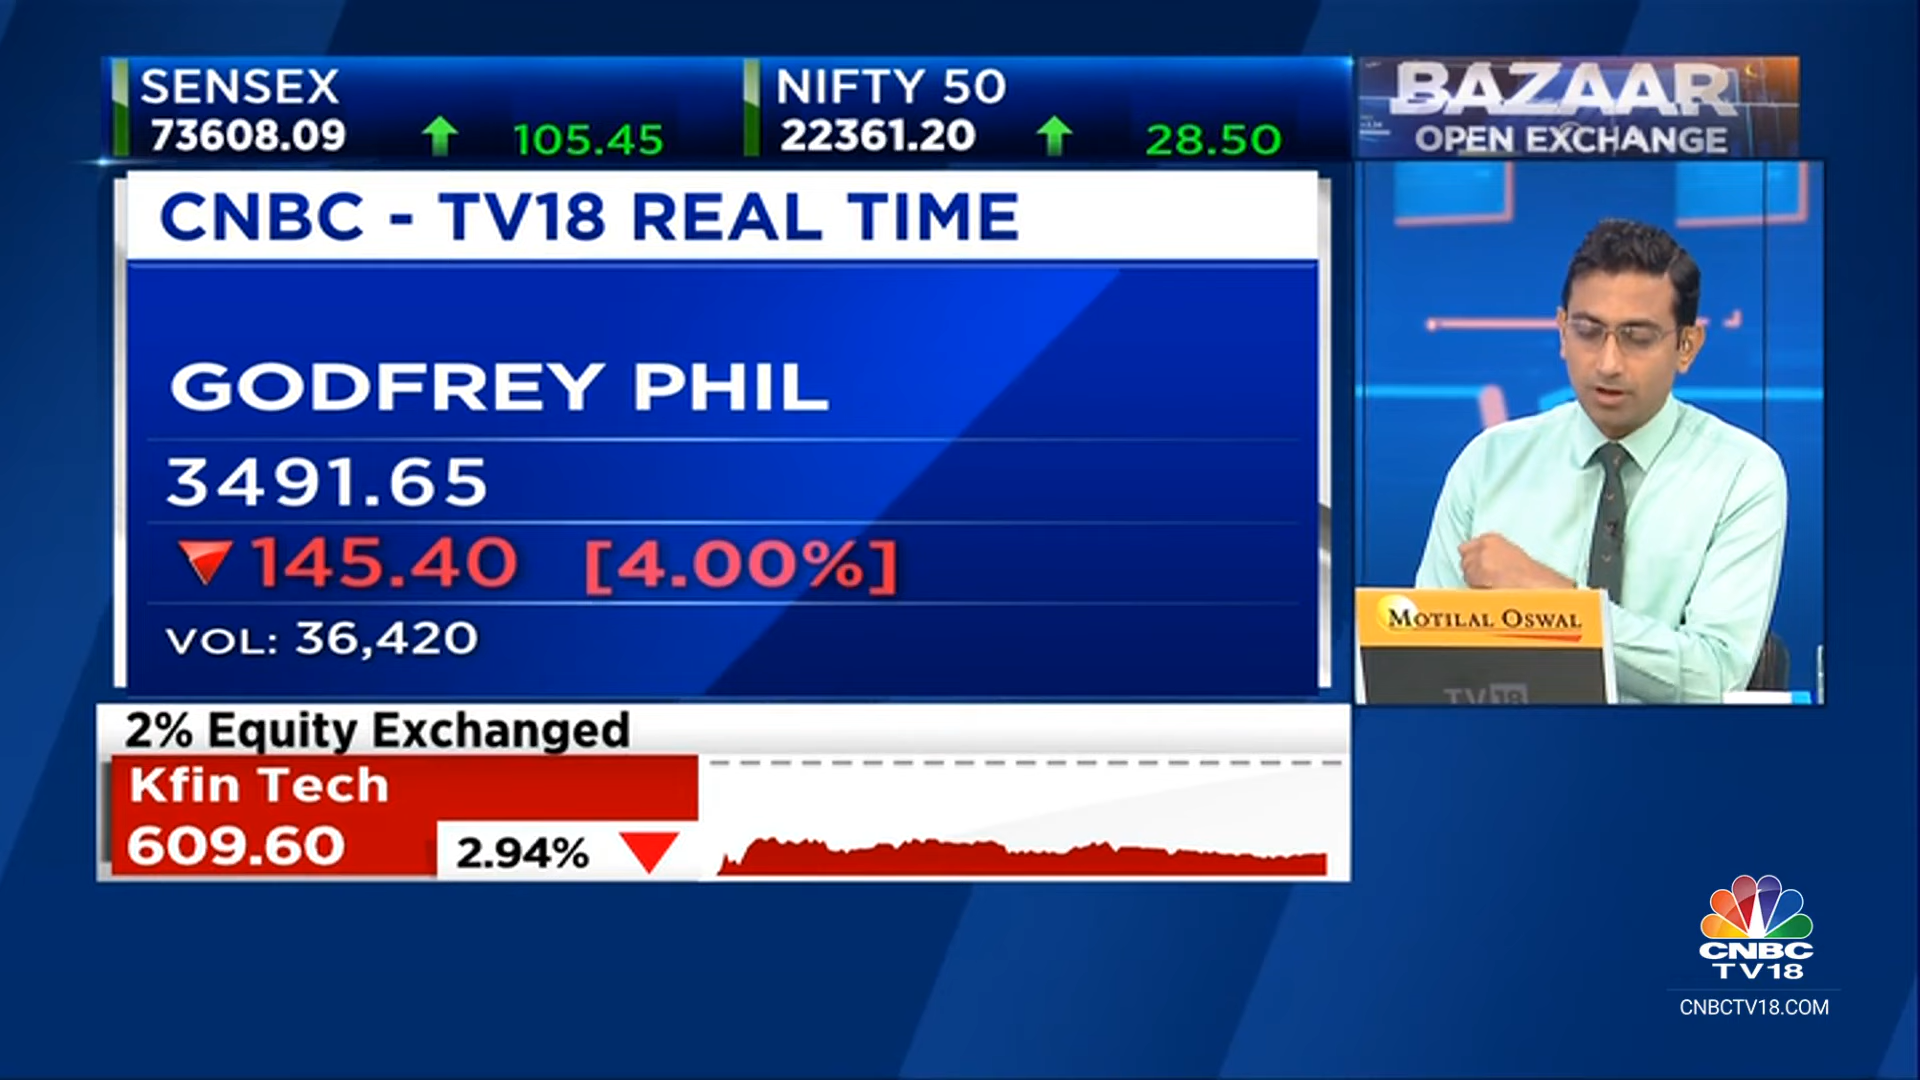 SENSEX
73608.09 105.45
NIFTY 50
22361.20 28.50
BAZAAR
OPEN EXCHANGE
CNBC - TV18 REAL TIME
GODFREY PHIL
3491.65
145.40 [4.00%]
VOL: 36,420
MOTILAL OSWAL
TV18
2% Equity Exchanged
Kfin Tech
609.60 2.94%
CNBC
TV18
CNBCTV18.COM